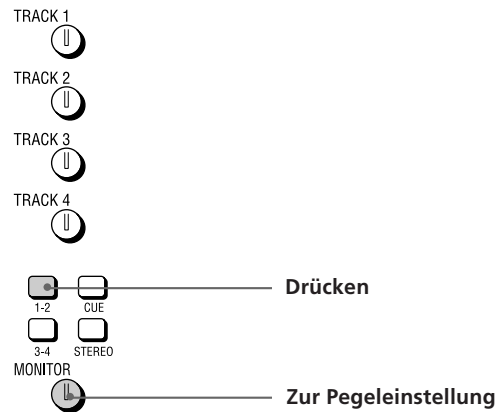 TRACK 1
TRACK 2
TRACK 3
TRACK 4
Drücken
1-2 CUE
3-4 STEREO
MONITOR
Zur Pegeleinstellung